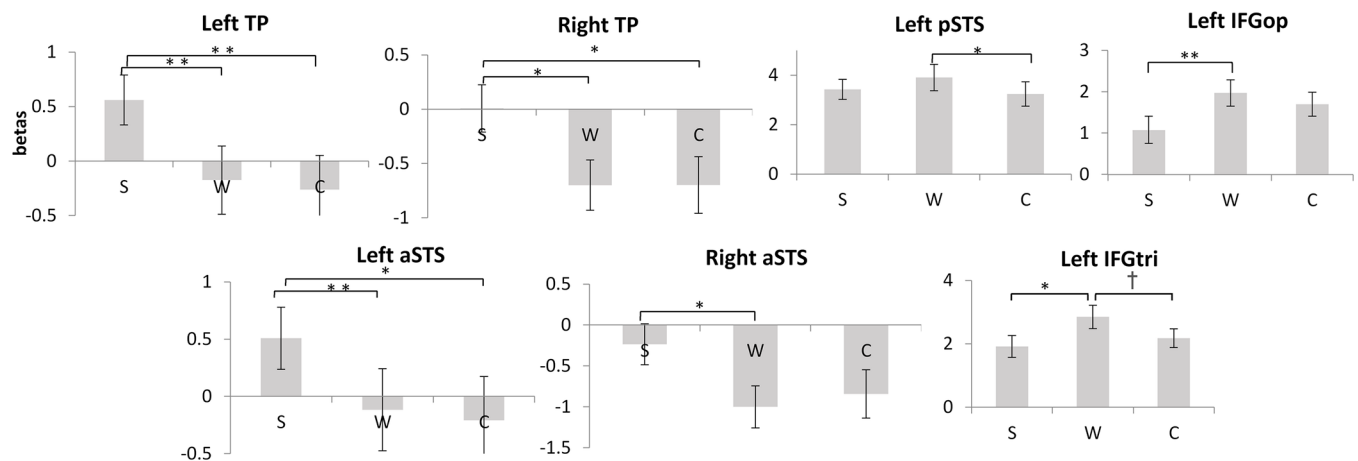 Left TP
betas
1
0.5
0
-0.5
* *
* *
S
W
C
Right TP
0.5
0
-0.5
-1
*
*
S
W
C
Left pSTS
4
2
0
*
S
W
C
Left IFGop
3
2
1
0
**
S
W
C
Left aSTS
1
0.5
0
-0.5
*
* *
S
W
C
Right aSTS
0.5
0
-0.5
-1
-1.5
*
S
W
C
Left IFGtri
4
2
0
*
†
S
W
C